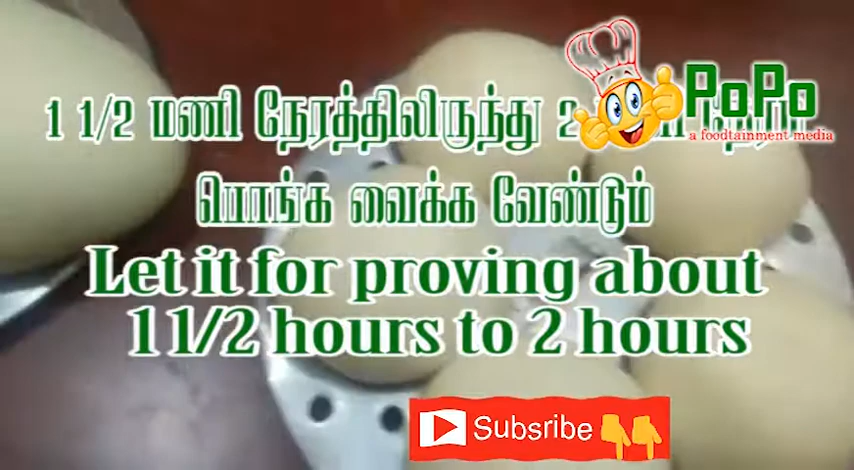 1 1/2 மணி நேரத்திலிருந்து 2
பொங்க வைக்க வேண்டும்
Let it for proving about
1 1/2 hours to 2 hours
PoPo
a foodtainment media
Subsribe